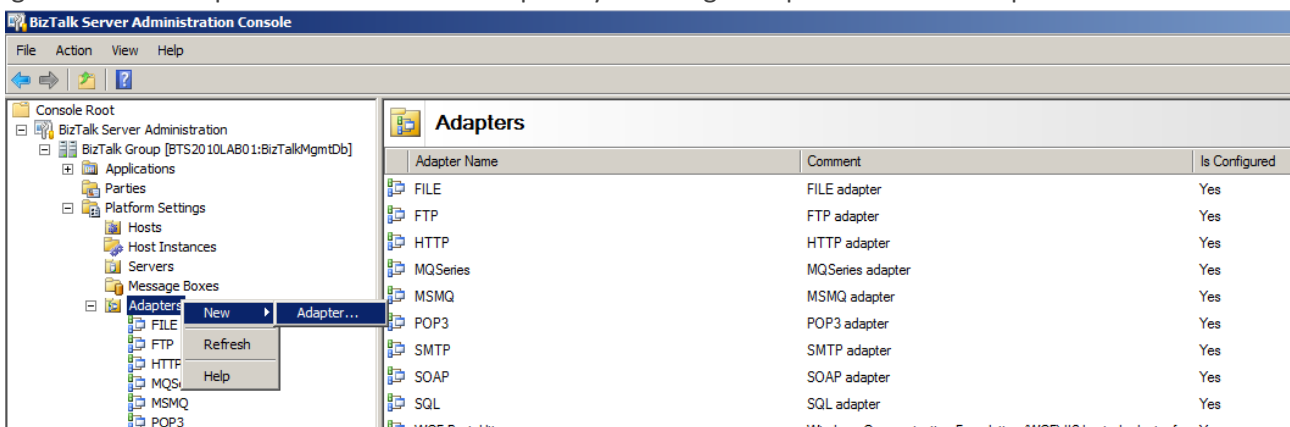 BizTalk Server Administration Console
File Action View Help
Console Root
BizTalk Server Administration
BizTalk Group [BTS2010LAB01:BizTalkMgmtDb]
Applications
Parties
Platform Settings
Hosts
Host Instances
Servers
Message Boxes
Adapters
FILE
FTP
HTTP
MQSe
MSMQ
POP3
New Adapter...
Refresh
Help
Adapters
Adapter Name Comment Is Configured
FILE FILE adapter Yes
FTP FTP adapter Yes
HTTP HTTP adapter Yes
MQSeries MQSeries adapter Yes
MSMQ MSMQ adapter Yes
POP3 POP3 adapter Yes
SMTP SMTP adapter Yes
SOAP SOAP adapter Yes
SQL SQL adapter Yes